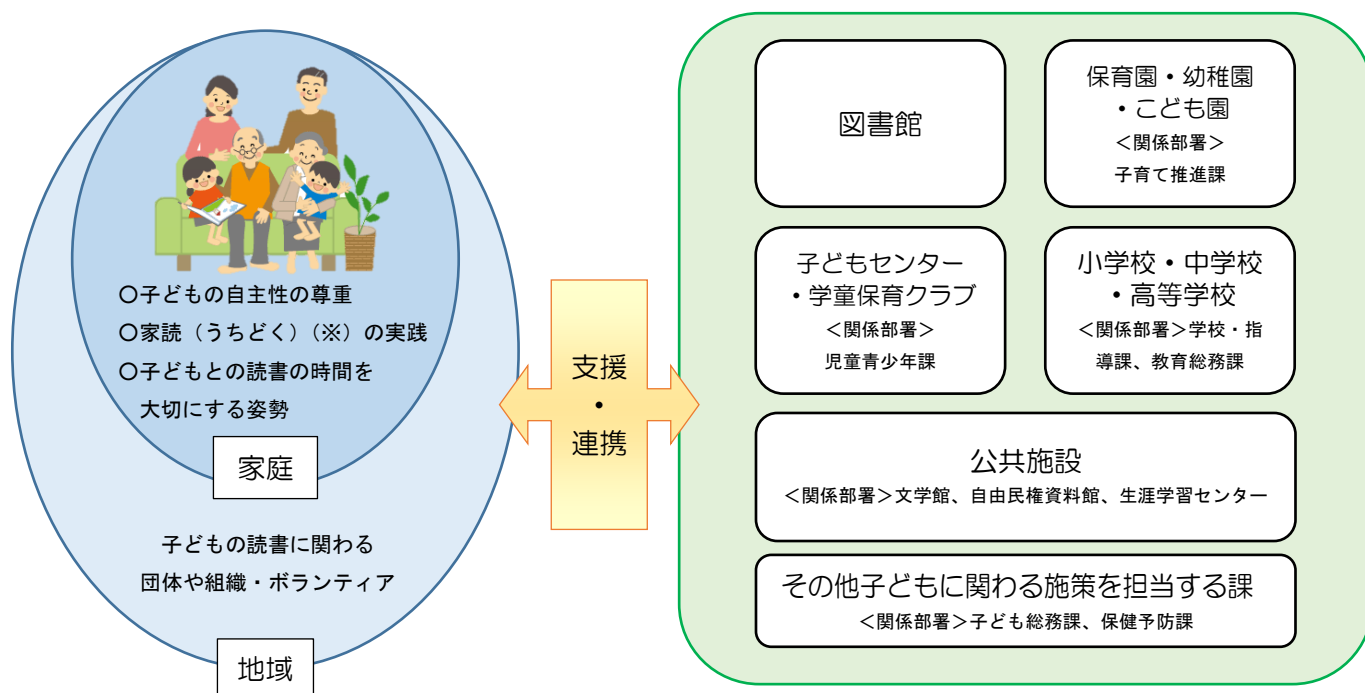 〇子どもの自主性の尊重
〇家読（うちどく）（※）の実践
〇子どもとの読書の時間を
大切にする姿勢
家庭
子どもの読書に関わる
団体や組織・ボランティア
地域
支援
・
連携
図書館
保育園・幼稚園
・こども園
＜関係部署＞
子育て推進課
子どもセンター
・学童保育クラブ
＜関係部署＞
児童青少年課
小学校・中学校
・高等学校
＜関係部署＞学校・指
導課、教育総務課
公共施設
＜関係部署＞文学館、自由民権資料館、生涯学習センター
その他子どもに関わる施策を担当する課
＜関係部署＞子ども総務課、保健予防課